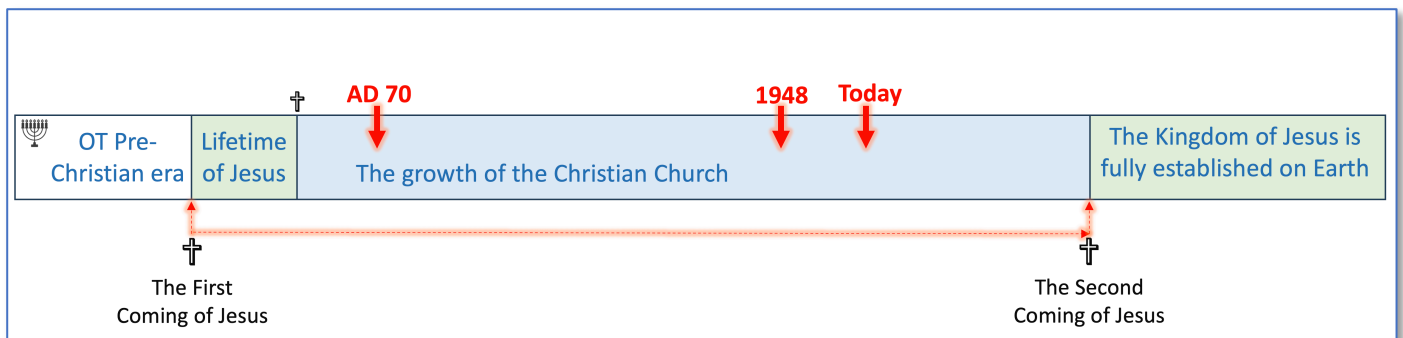 AD 70
1948
Today
OT Pre-
Christian era
Lifetime
of Jesus
The growth of the Christian Church
The Kingdom of Jesus is
fully established on Earth
The First
Coming of Jesus
The Second
Coming of Jesus